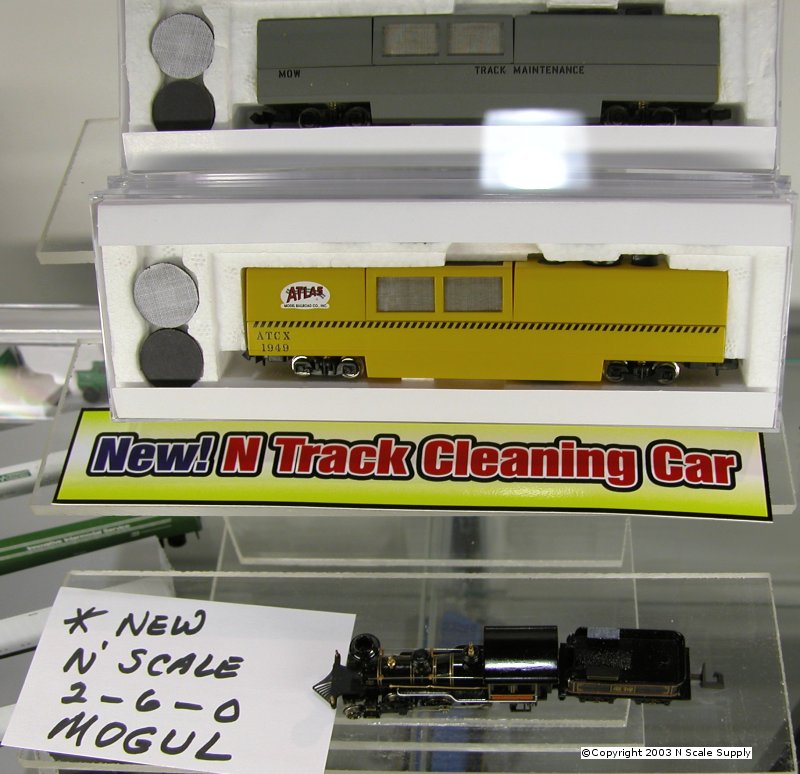 MOW TRACK MAINTENANCE
ATLAS
MODEL RAILROAD CO., INC.
ATCX
1949
New! N Track Cleaning Car
* NEW
N' SCALE
2-6-0
MOGUL
©Copyright 2003 N Scale Supply